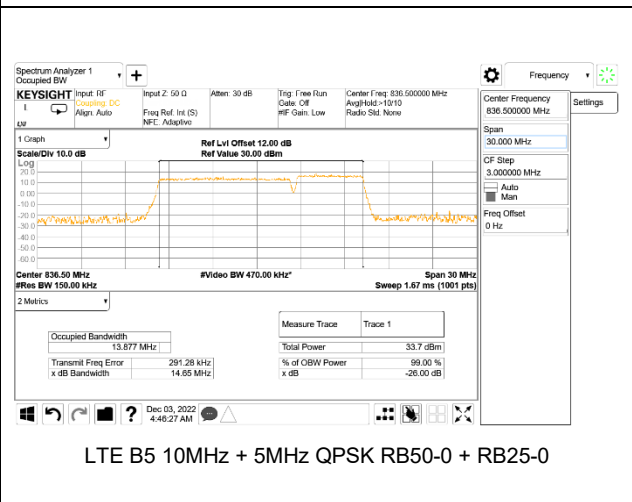 Spectrum Analyzer 1
Occupied BW
Frequency
KEYSIGHT
Input: RF
Coupling: DC
Align: Auto
Input Z: 50 Ω
Freq Ref: Int (S)
NFE: Adaptive
Atten: 30 dB
Trig: Free Run
Gate: Off
#IF Gain: Low
Center Freq: 836.500000 MHz
Avg|Hold:>10/10
Radio Std: None
Center Frequency
836.500000 MHz
Settings
Span
30.000 MHz
CF Step
3.000000 MHz
Auto
Man
Freq Offset
0 Hz
1 Graph
Scale/Div 10.0 dB
Ref Lvl Offset 12.00 dB
Ref Value 30.00 dBm
Log
20.0
10.0
0.00
-10.0
-20.0
-30.0
-40.0
-50.0
-60.0
Center 836.50 MHz
#Res BW 150.00 kHz
#Video BW 470.00 kHz*
Span 30 MHz
Sweep 1.67 ms (1001 pts)
2 Metrics
Measure Trace Trace 1
Occupied Bandwidth
13.877 MHz
Total Power 33.7 dBm
Transmit Freq Error 291.28 kHz
% of OBW Power 99.00 %
x dB Bandwidth 14.65 MHz
x dB -26.00 dB
Dec 03, 2022
4:46:27 AM
LTE B5 10MHz + 5MHz QPSK RB50-0 + RB25-0